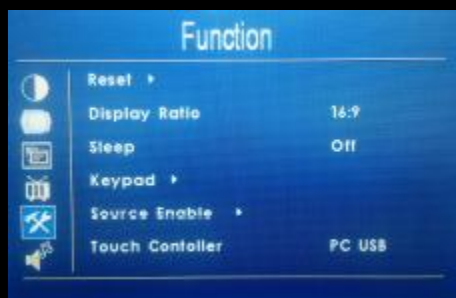 Function
Reset
Display Ratio 16:9
Sleep Off
Keypad
Source Enable
Touch Contoller PC USB